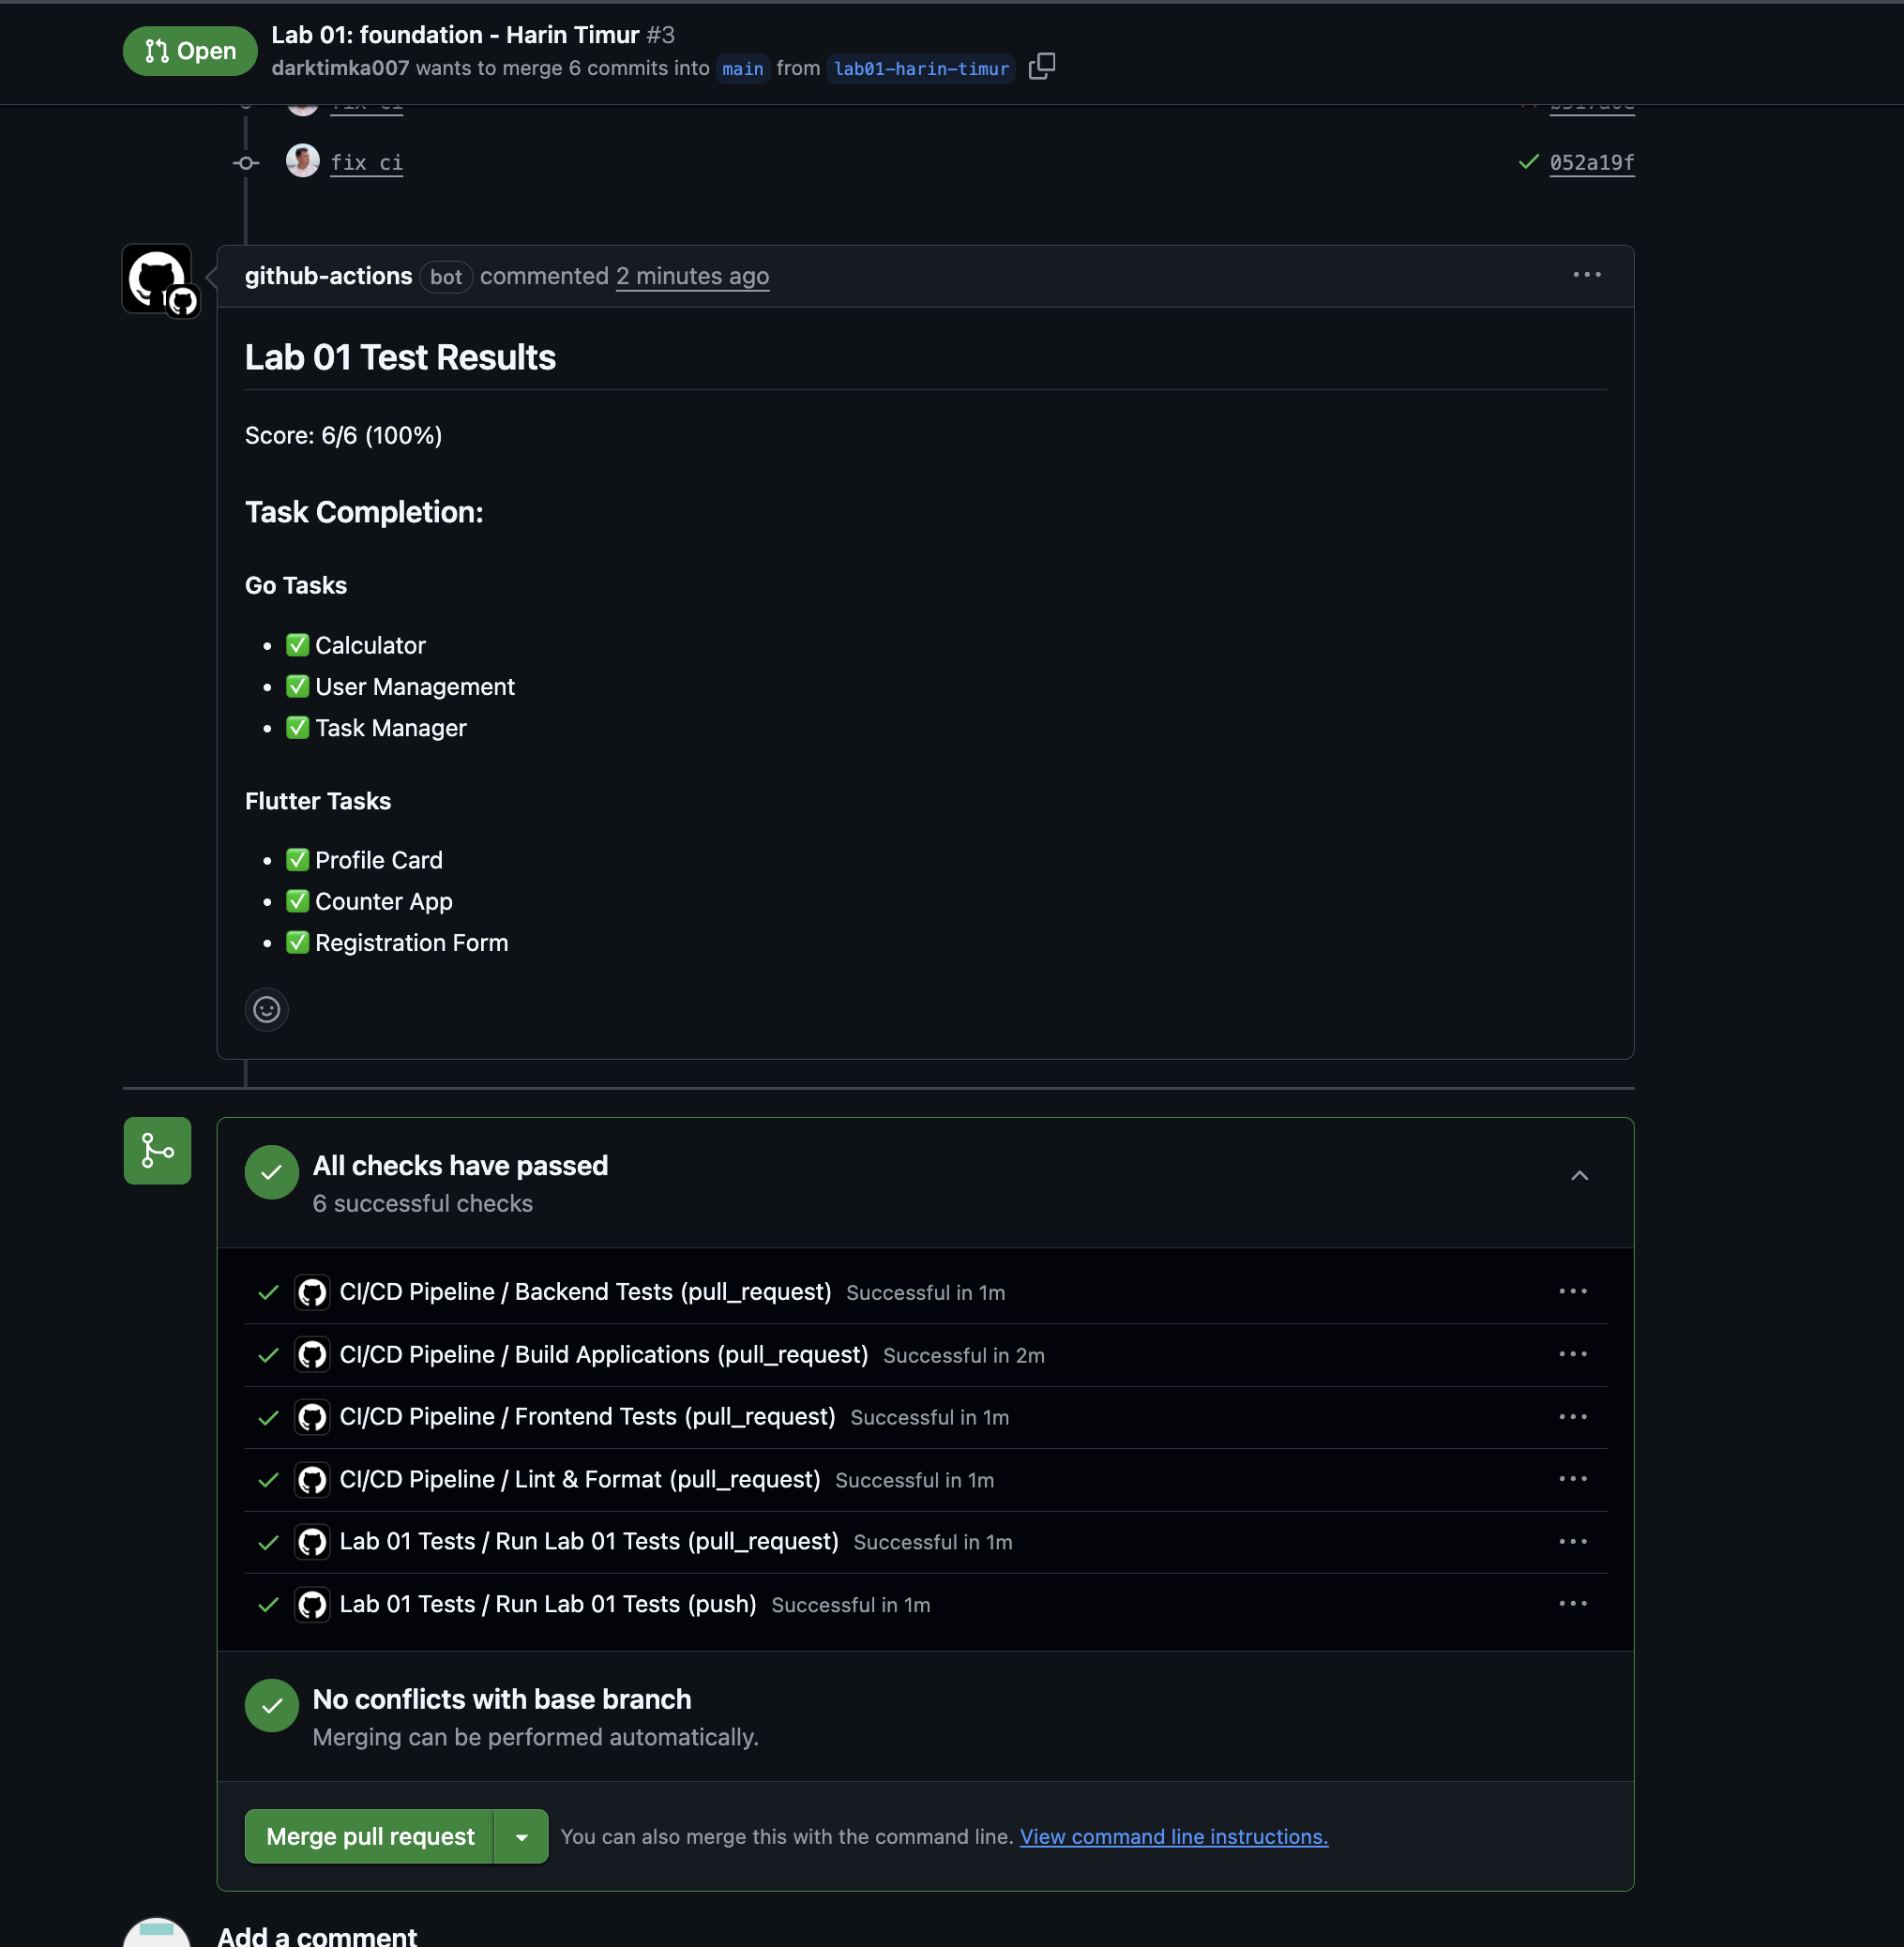 Open
Lab 01: foundation - Harin Timur #3
darktimka007 wants to merge 6 commits into main from lab01-harin-timur
fix ci
fix ci 052a19f
github-actions bot commented 2 minutes ago
Lab 01 Test Results
Score: 6/6 (100%)
Task Completion:
Go Tasks
• ✅ Calculator
• ✅ User Management
• ✅ Task Manager
Flutter Tasks
• ✅ Profile Card
• ✅ Counter App
• ✅ Registration Form
All checks have passed
6 successful checks
CI/CD Pipeline / Backend Tests (pull_request) Successful in 1m
CI/CD Pipeline / Build Applications (pull_request) Successful in 2m
CI/CD Pipeline / Frontend Tests (pull_request) Successful in 1m
CI/CD Pipeline / Lint & Format (pull_request) Successful in 1m
Lab 01 Tests / Run Lab 01 Tests (pull_request) Successful in 1m
Lab 01 Tests / Run Lab 01 Tests (push) Successful in 1m
No conflicts with base branch
Merging can be performed automatically.
Merge pull request You can also merge this with the command line. View command line instructions.
Add a comment